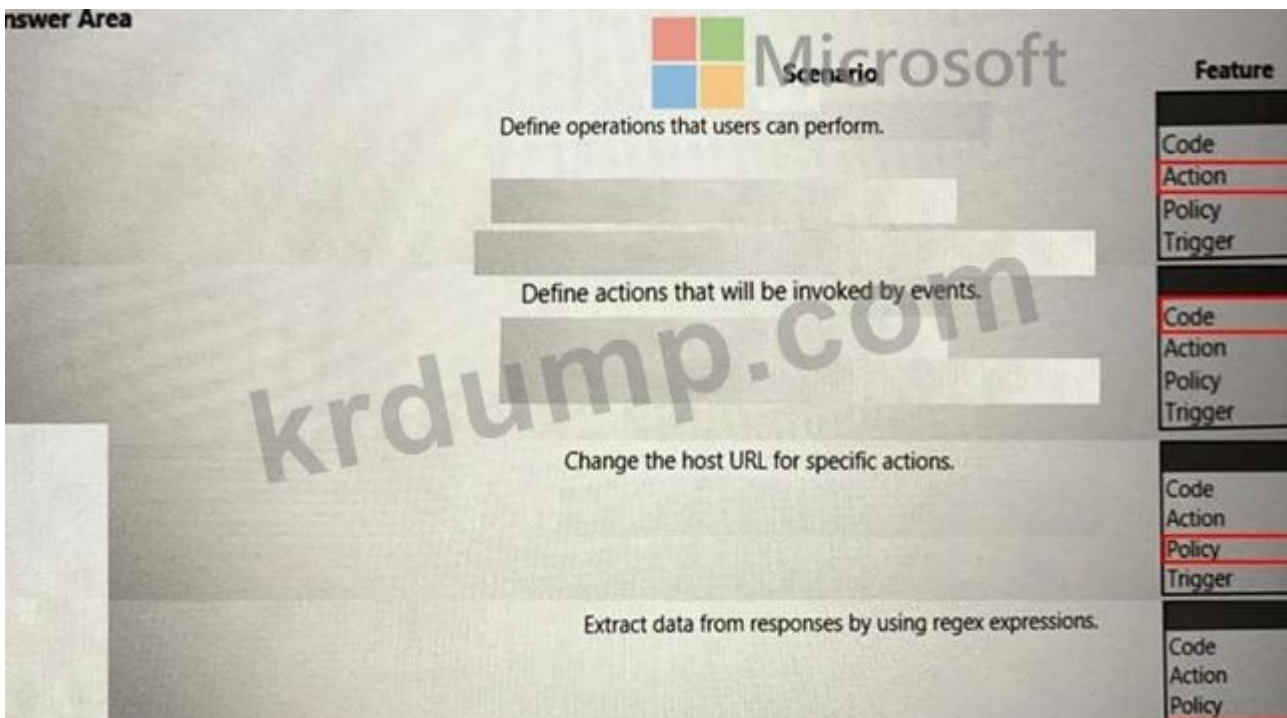 nswer Area
Microsoft
Scenario
Feature
Define operations that users can perform.
Code
Action
Policy
Trigger
Define actions that will be invoked by events.
Code
Action
Policy
Trigger
krdump.com
Change the host URL for specific actions.
Code
Action
Policy
Trigger
Extract data from responses by using regex expressions.
Code
Action
Policy